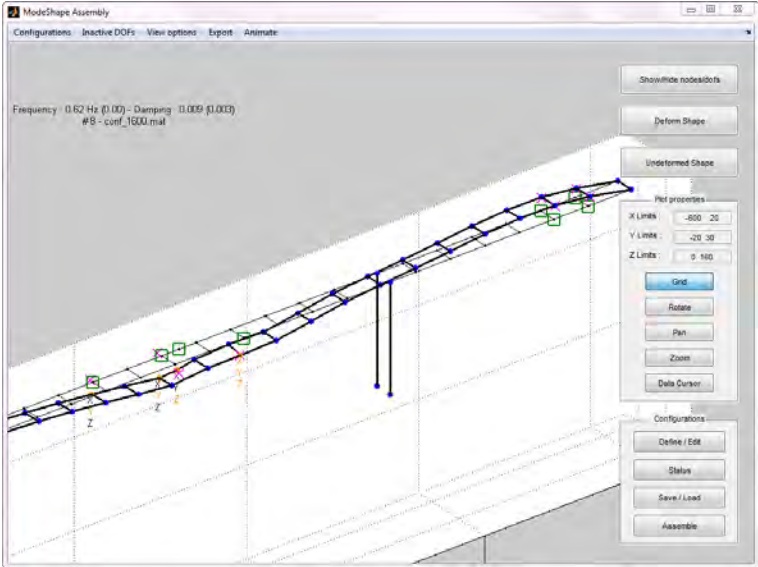 ModeShape Assembly
Configurations Inactive DOFs View options Export Animate
Frequency : 0.62 Hz (0.00) - Damping : 0.009 (0.003)
#8 - conf_1600.mat
Show/Hide nodes/dofs
Deform Shape
Undeformed Shape
Plot properties
X Limits : -600 20
Y Limits : -20 30
Z Limits : 0 160
Grid
Rotate
Pan
Zoom
Data Cursor
Configurations
Define / Edit
Status
Save / Load
Assemble
X
Z
Z
Z
Z